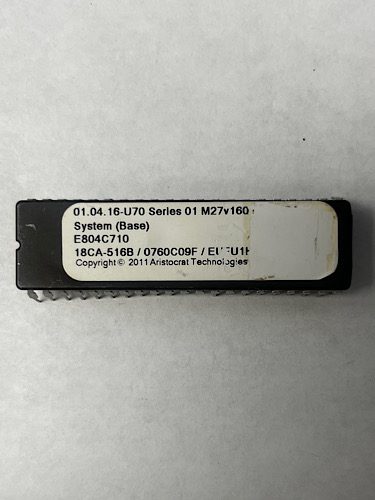 01.04.16-U70 Series 01 M27v160
System (Base)
E804C710
18CA-516B / 0760C09F /
Copyright © 2011 Aristocrat Technologies